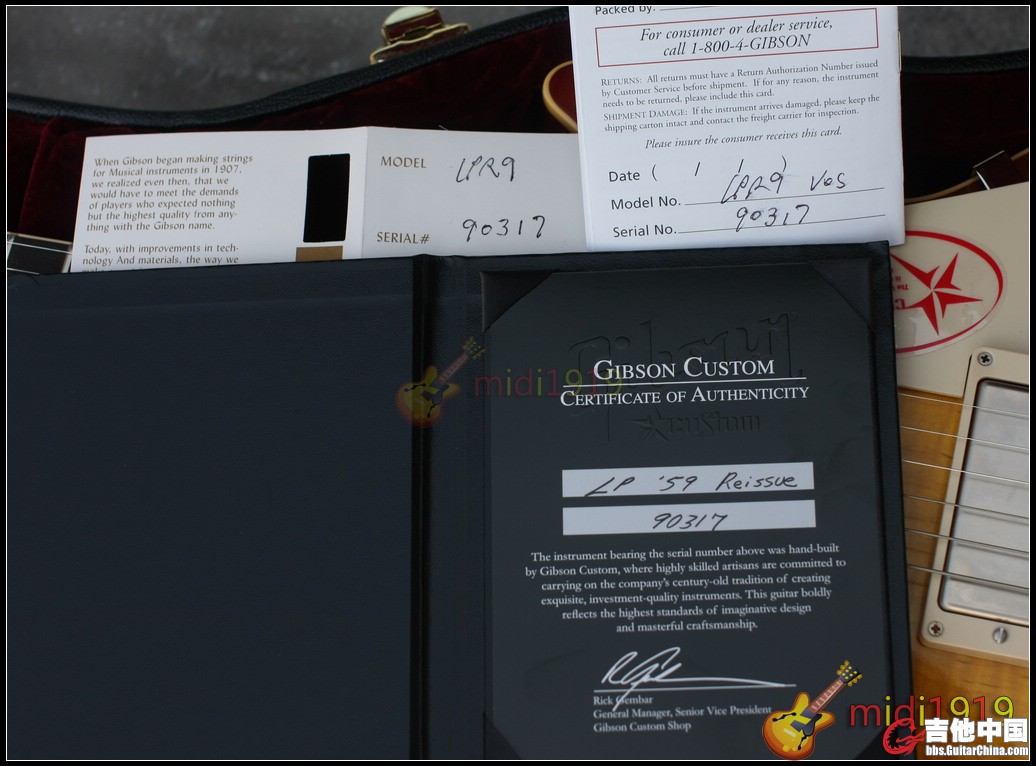 Packed by:
For consumer or dealer service,
call 1-800-4-GIBSON
RETURNS: All returns must have a Return Authorization Number issued
by Customer Service before shipment. If for any reason, the instrument
needs to be returned, please include this card.
SHIPMENT DAMAGE: If the instrument arrives damaged, please keep the
shipping carton intact and contact the freight carrier for inspection.
Please insure the consumer receives this card.
Date ( / / )
Model No. LPR9 VOS
Serial No. 90317
When Gibson began making strings
for Musical instruments in 1907,
we realized even then, that we
would have to meet the demands
of players who expected nothing
but the highest quality from any-
thing with the Gibson name.
Today, with improvements in tech-
nology And materials, the way we
MODEL LPR9
SERIAL# 90317
Gibson
Custom
GIBSON CUSTOM
CERTIFICATE OF AUTHENTICITY
LP '59 Reissue
90317
The instrument bearing the serial number above was hand-built
by Gibson Custom, where highly skilled artisans are committed to
carrying on the company's century-old tradition of creating
exquisite, investment-quality instruments. This guitar boldly
reflects the highest standards of imaginative design
and masterful craftsmanship.
Rick Gembar
General Manager, Senior Vice President
Gibson Custom Shop
midi1919
midi1919
吉他中国
bbs.GuitarChina.com